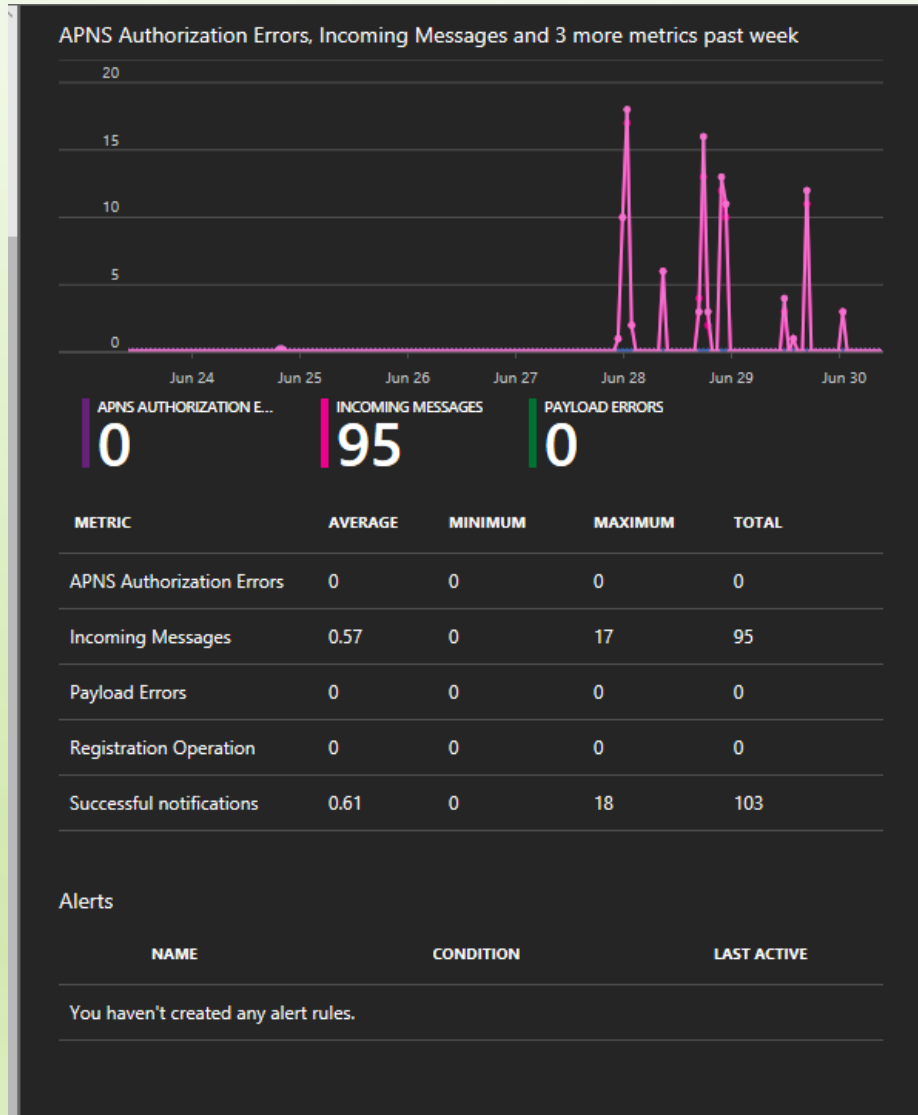 APNS Authorization Errors, Incoming Messages and 3 more metrics past week
20
15
10
5
0
Jun 24 Jun 25 Jun 26 Jun 27 Jun 28 Jun 29 Jun 30
APNS AUTHORIZATION E... INCOMING MESSAGES PAYLOAD ERRORS
0 95 0
METRIC AVERAGE MINIMUM MAXIMUM TOTAL
APNS Authorization Errors 0 0 0 0
Incoming Messages 0.57 0 17 95
Payload Errors 0 0 0 0
Registration Operation 0 0 0 0
Successful notifications 0.61 0 18 103
Alerts
NAME CONDITION LAST ACTIVE
You haven't created any alert rules.